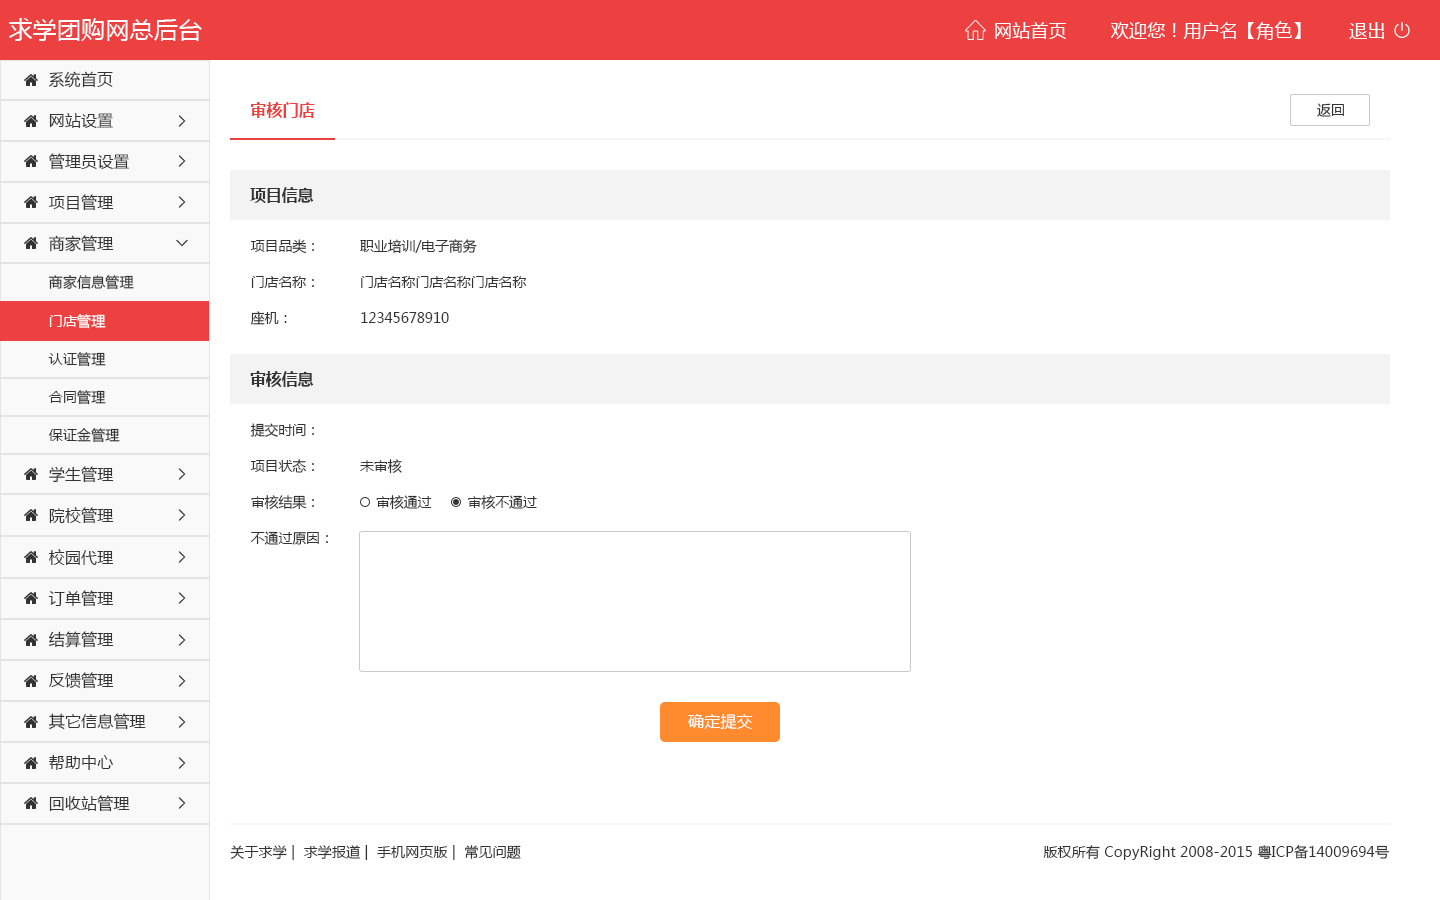 求学团购网总后台
网站首页 欢迎您！用户名【角色】 退出
系统首页
网站设置
管理员设置
项目管理
商家管理
商家信息管理
门店管理
认证管理
合同管理
保证金管理
学生管理
院校管理
校园代理
订单管理
结算管理
反馈管理
其它信息管理
帮助中心
回收站管理
审核门店 返回
项目信息
项目品类： 职业培训/电子商务
门店名称： 门店名称门店名称门店名称
座机： 12345678910
审核信息
提交时间：
项目状态： 未审核
审核结果： 审核通过 审核不通过
不通过原因：
确定提交
关于求学 | 求学报道 | 手机网页版 | 常见问题
版权所有 CopyRight 2008-2015 粤ICP备14009694号